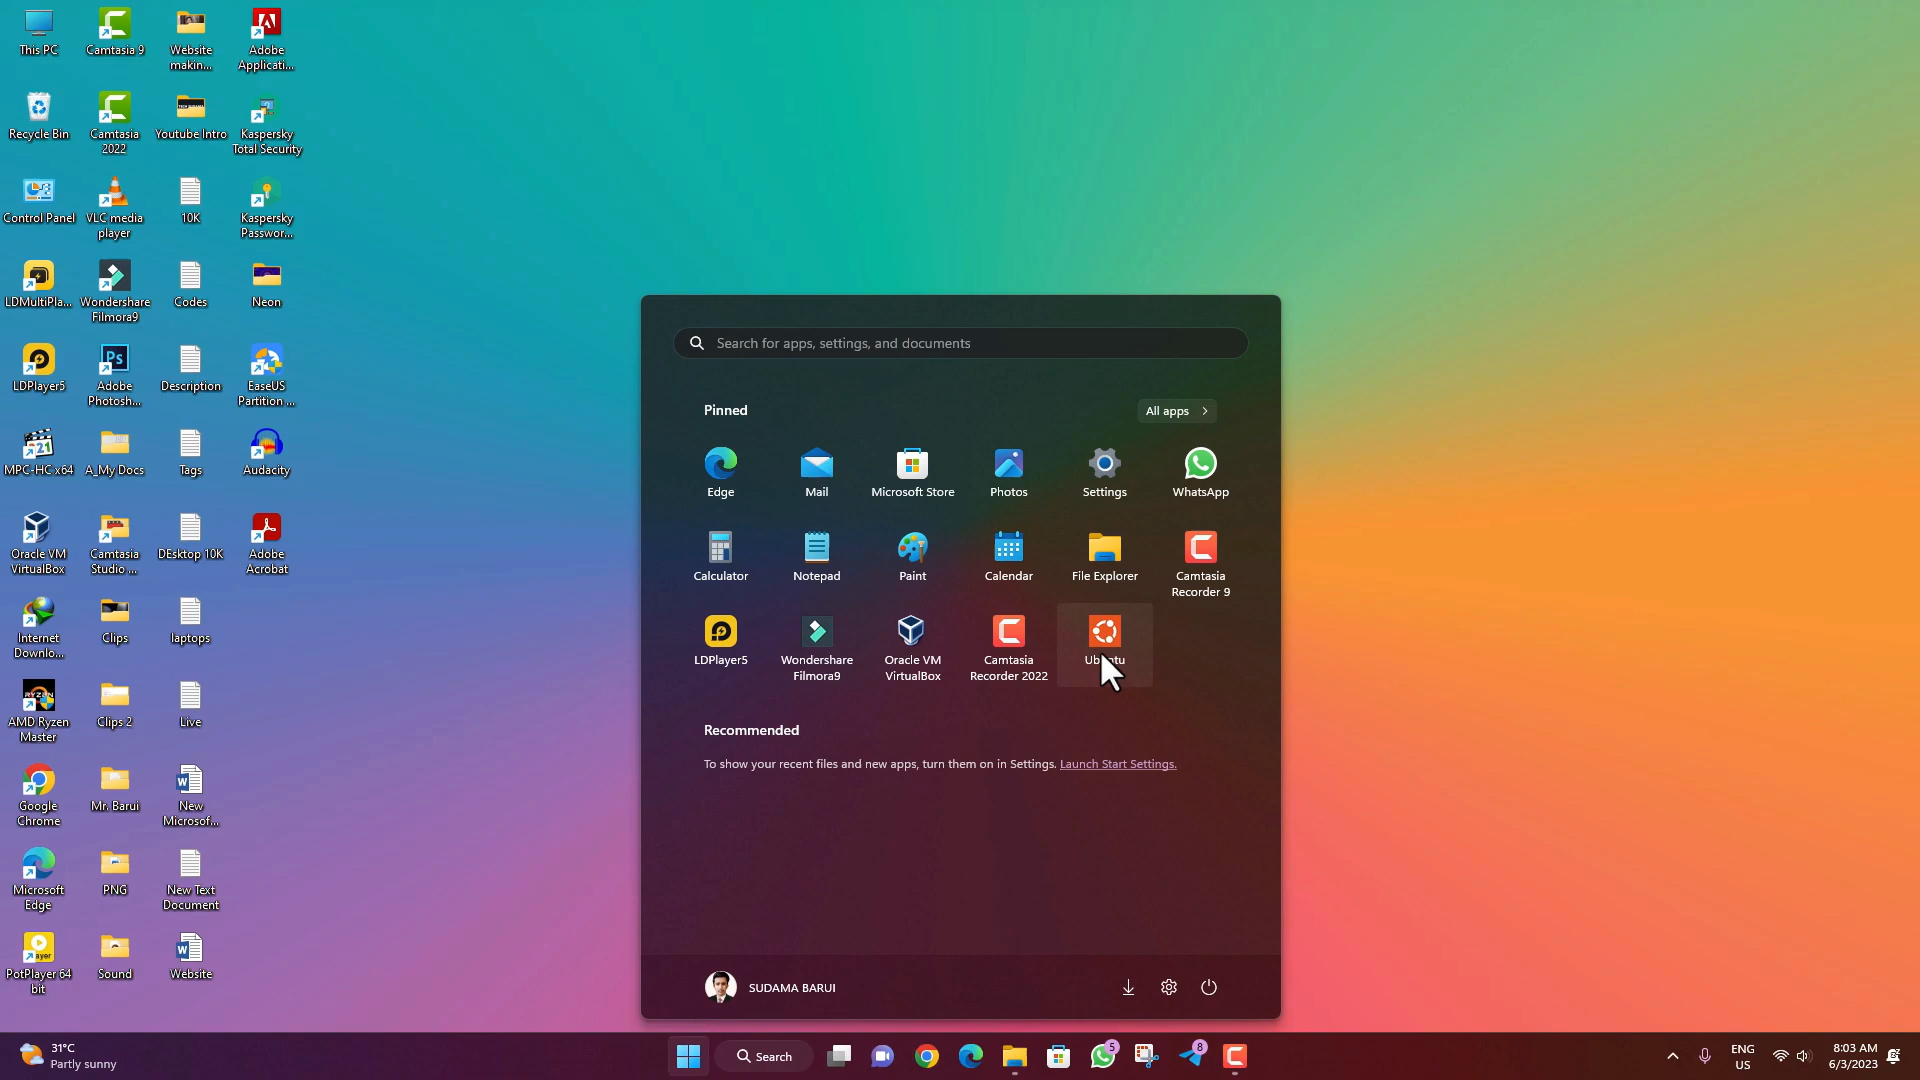 This PC
Camtasia 9
Website
makin...
Adobe
Applicati...
Recycle Bin
Camtasia
2022
Youtube Intro
Kaspersky
Total Security
Control Panel
VLC media
player
10K
Kaspersky
Passwor...
LDMultiPla...
Wondershare
Filmora9
Codes
Neon
LDPlayer5
Adobe
Photosh...
Description
EaseUS
Partition ...
MPC-HC x64
A_My Docs
Tags
Audacity
Oracle VM
VirtualBox
Camtasia
Studio ...
DEsktop 10K
Adobe
Acrobat
Internet
Downlo...
Clips
laptops
AMD Ryzen
Master
Clips 2
Live
Google
Chrome
Mr. Barui
New
Microsof...
Microsoft
Edge
PNG
New Text
Document
PotPlayer 64
bit
Sound
Website
Search for apps, settings, and documents
Pinned
All apps
Edge
Mail
Microsoft Store
Photos
Settings
WhatsApp
Calculator
Notepad
Paint
Calendar
File Explorer
Camtasia
Recorder 9
LDPlayer5
Wondershare
Filmora9
Oracle VM
VirtualBox
Camtasia
Recorder 2022
Ubuntu
Recommended
To show your recent files and new apps, turn them on in Settings. Launch Start Settings.
SUDAMA BARUI
31°C
Partly sunny
Search
5
8
ENG
US
8:03 AM
6/3/2023